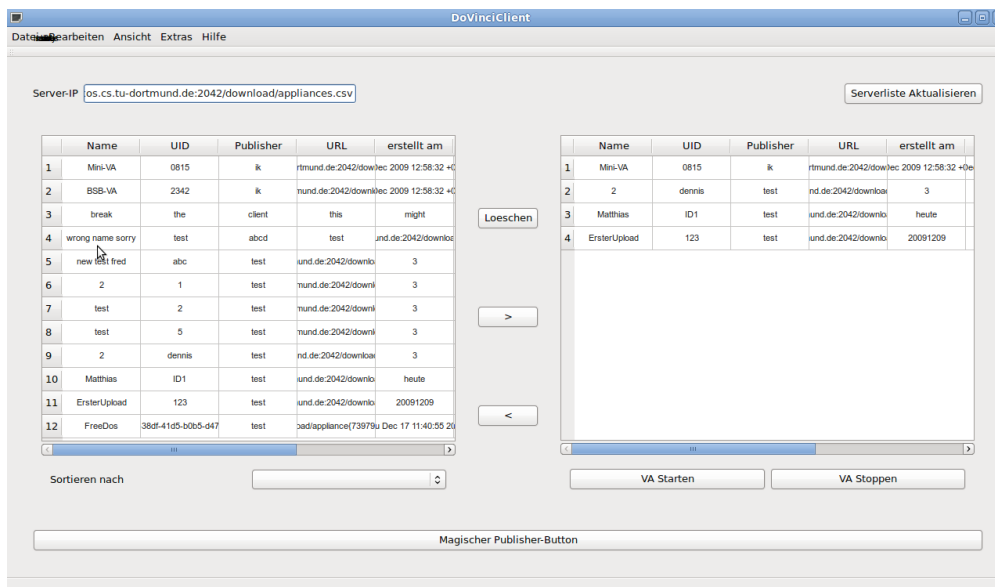 DoVinciClient
Bearbeiten Ansicht Extras Hilfe
Server-IP os.cs.tu-dortmund.de:2042/download/appliances.csv Serverliste Aktualisieren
Name UID Publisher URL erstellt am
1 Mini-VA 0815 ik rtmund.de:2042/dow Dec 2009 12:58:32 +0
2 BSB-VA 2342 ik mund.de:2042/downl Dec 2009 12:58:32 +0
3 break the client this might
4 wrong name sorry test abcd test und.de:2042/downloa
5 new test fred abc test und.de:2042/downlo 3
6 2 1 test mund.de:2042/downl 3
7 test 2 test mund.de:2042/downl 3
8 test 5 test mund.de:2042/downl 3
9 2 dennis test nd.de:2042/downloa 3
10 Matthias ID1 test und.de:2042/downlo heute
11 ErsterUpload 123 test und.de:2042/downlo 20091209
12 FreeDos 38df-41d5-b0b5-d47 test oad/appliance{73979 u Dec 17 11:40:55 20
Loeschen
>
<
Name UID Publisher URL erstellt am
1 Mini-VA 0815 ik rtmund.de:2042/dow Dec 2009 12:58:32 +0
2 2 dennis test nd.de:2042/downloa 3
3 Matthias ID1 test und.de:2042/downlo heute
4 ErsterUpload 123 test und.de:2042/downlo 20091209
Sortieren nach
VA Starten VA Stoppen
Magischer Publisher-Button